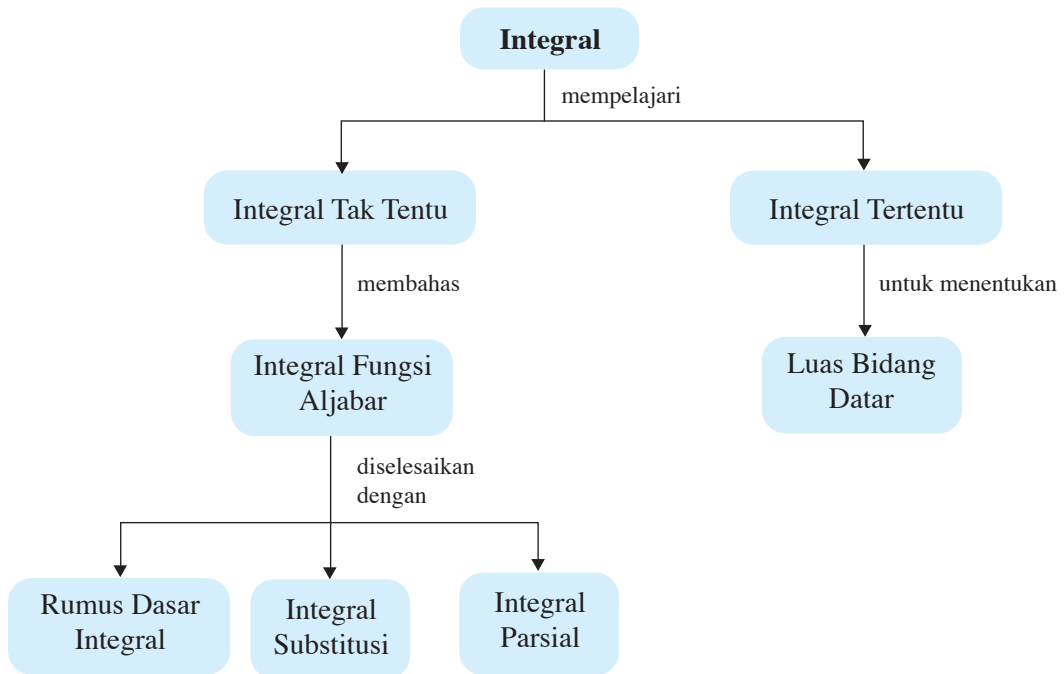 Integral
mempelajari
Integral Tak Tentu
Integral Tertentu
membahas
untuk menentukan
Integral Fungsi
Aljabar
Luas Bidang
Datar
diselesaikan
dengan
Rumus Dasar
Integral
Integral
Substitusi
Integral
Parsial